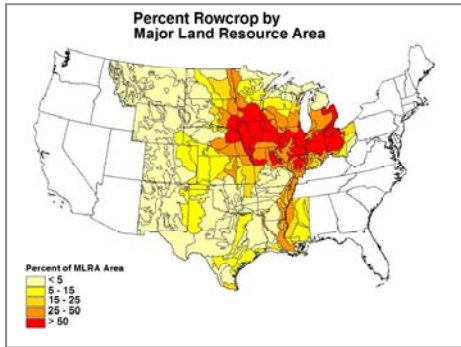 Percent Rowcrop by
Major Land Resource Area
Percent of MLRA Area
< 5
5 - 15
15 - 25
25 - 50
> 50